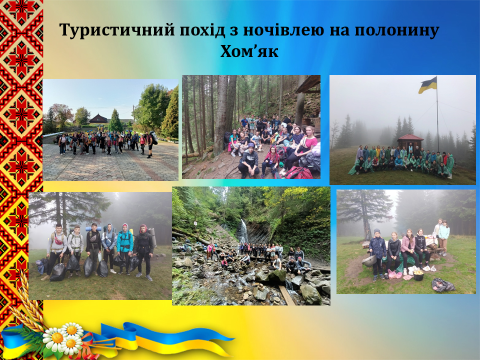 Туристичний похід з ночівлею на полонину
Хом’як